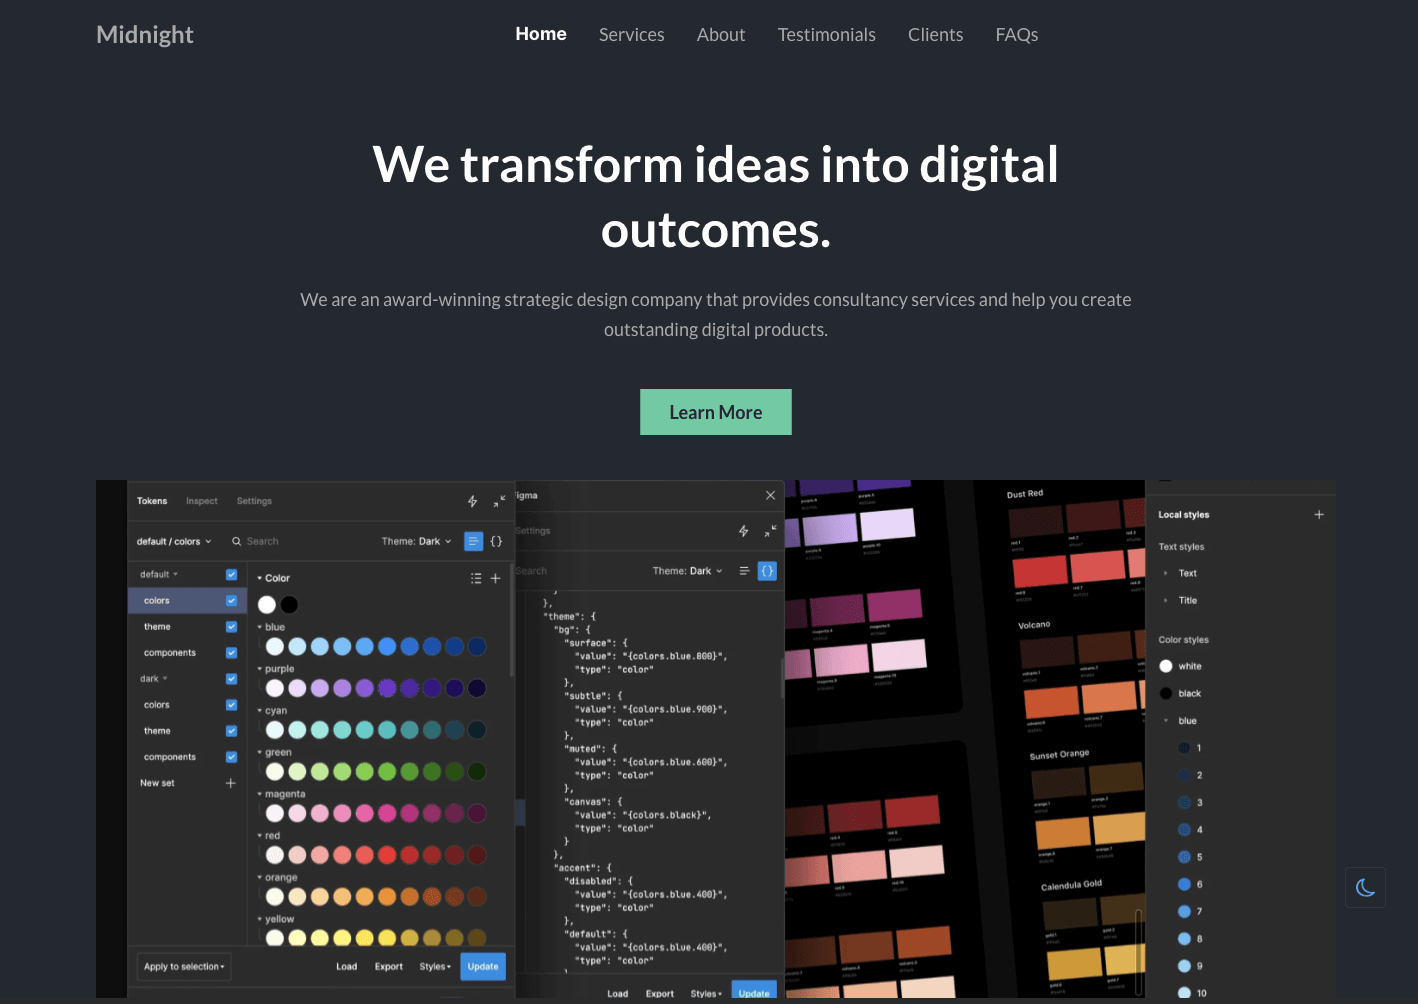 Midnight
Home Services About Testimonials Clients FAQs
We transform ideas into digital
outcomes.
We are an award-winning strategic design company that provides consultancy services and help you create
outstanding digital products.
Learn More
Tokens Inspect Settings
default / colors
Search
Theme: Dark
{}
default
colors
theme
components
dark
colors
theme
components
New set
Color
blue
purple
cyan
green
magenta
red
orange
yellow
Apply to selection
Load Export Styles Update
Figma
Settings
Search
Theme: Dark
{}
}
},
"theme": {
"bg": {
"surface": {
"value": "{colors.blue.800}",
"type": "color"
},
"subtle": {
"value": "{colors.blue.900}",
"type": "color"
},
"muted": {
"value": "{colors.blue.600}",
"type": "color"
},
"canvas": {
"value": "{colors.black}",
"type": "color"
}
},
"accent": {
"disabled": {
"value": "{colors.blue.400}",
"type": "color"
},
"default": {
"value": "{colors.blue.400}",
"type": "color"
}
Load Export Styles Update
Dust Red
Volcano
Sunset Orange
Calendula Gold
Local styles
Text styles
Text
Title
Color styles
white
black
blue
1
2
3
4
5
6
7
8
9
10